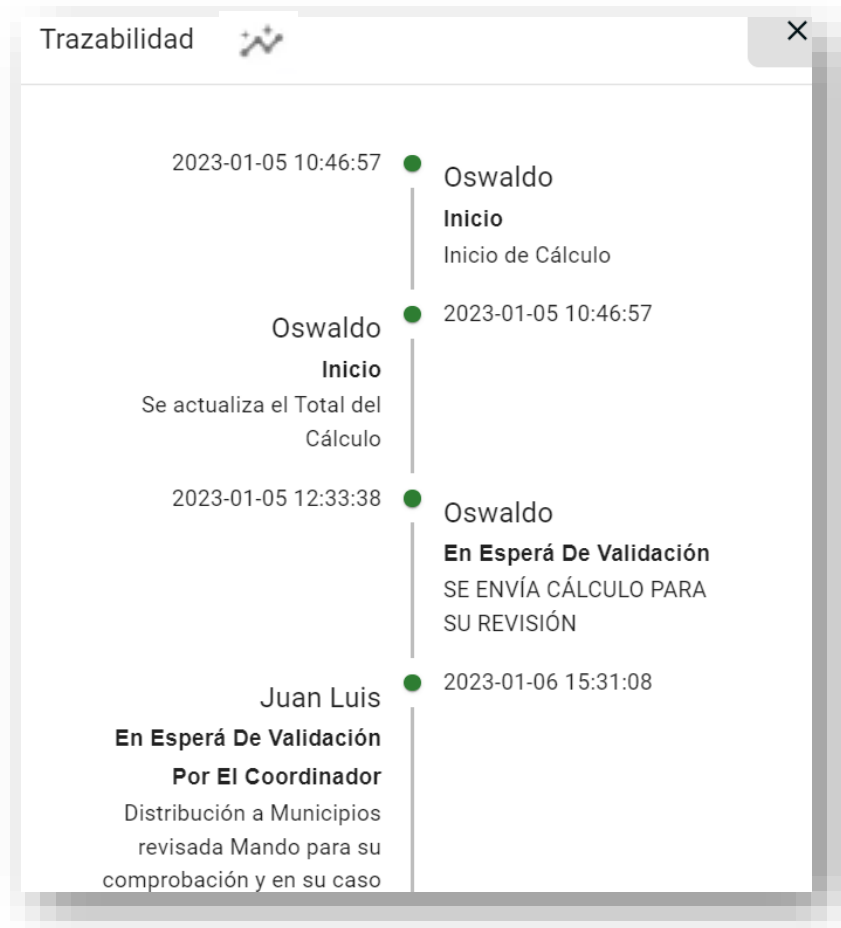 Trazabilidad
2023-01-05 10:46:57
Oswaldo
Inicio
Inicio de Cálculo
2023-01-05 10:46:57
Oswaldo
Inicio
Se actualiza el Total del
Cálculo
2023-01-05 12:33:38
Oswaldo
En Esperá De Validación
SE ENVÍA CÁLCULO PARA
SU REVISIÓN
2023-01-06 15:31:08
Juan Luis
En Esperá De Validación
Por El Coordinador
Distribución a Municipios
revisada Mando para su
comprobación y en su caso